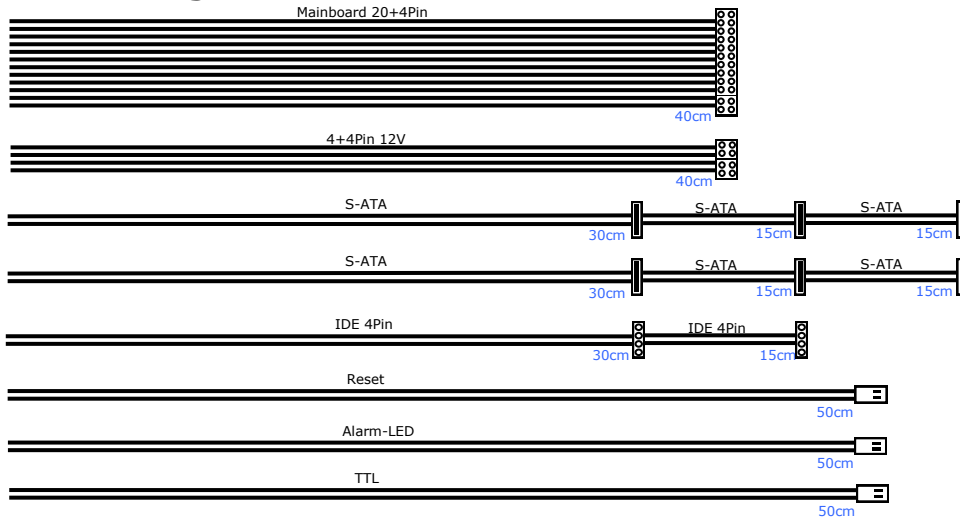 Mainboard 20+4Pin
40cm
4+4Pin 12V
40cm
S-ATA S-ATA S-ATA
30cm 15cm 15cm
S-ATA S-ATA S-ATA
30cm 15cm 15cm
IDE 4Pin IDE 4Pin
30cm 15cm
Reset
50cm
Alarm-LED
50cm
TTL
50cm